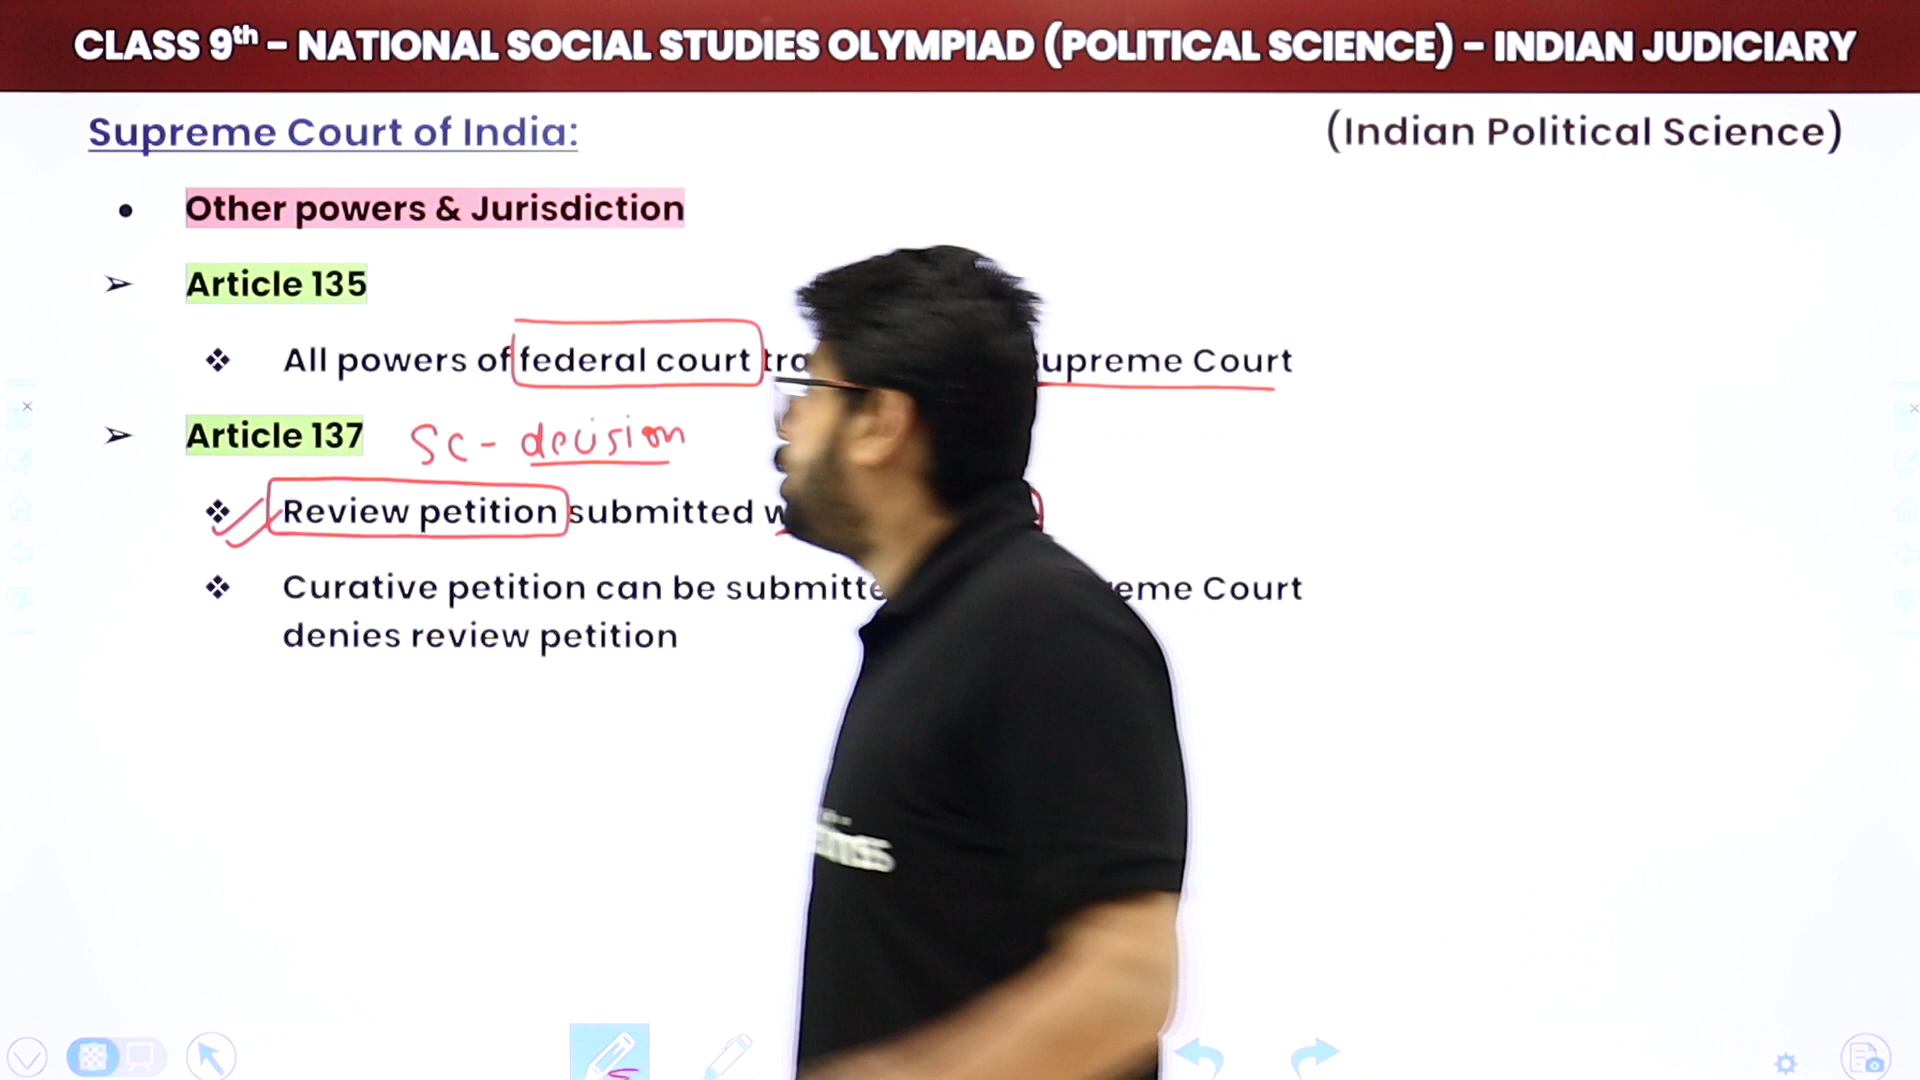 CLASS 9th – NATIONAL SOCIAL STUDIES OLYMPIAD (POLITICAL SCIENCE) – INDIAN JUDICIARY
Supreme Court of India: (Indian Political Science)
Other powers & Jurisdiction
Article 135
All powers of federal court upreme Court
Article 137 SC - decision
Review petition submitted
Curative petition can be submitte eme Court
denies review petition